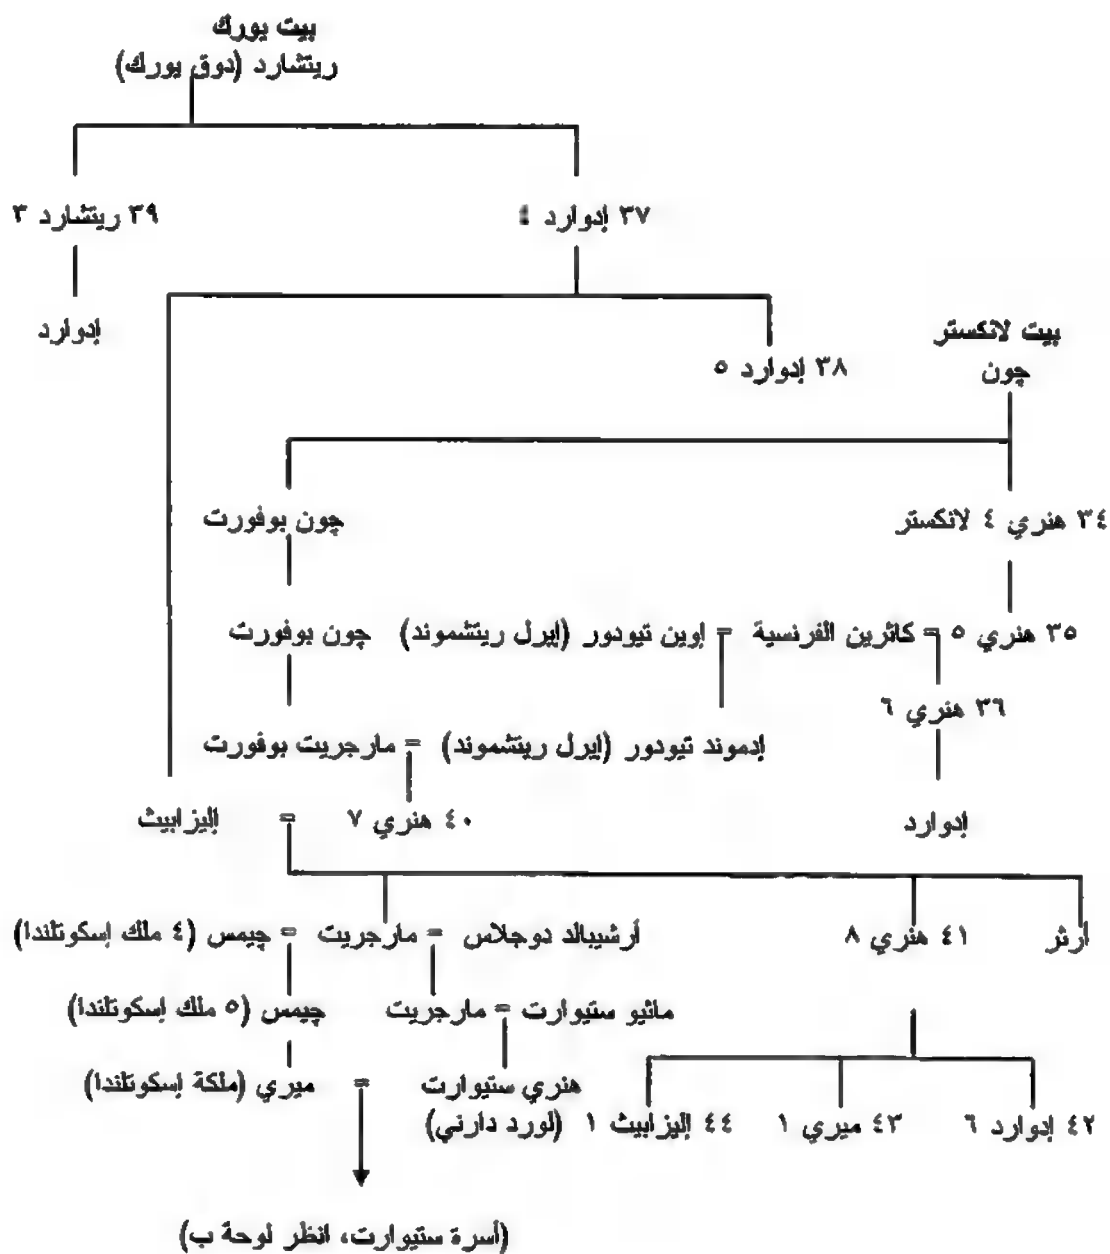 بيت يورك
ريتشارد (دوق يورك)
٣٧ إدوارد ٤ ٣٩ ريتشارد ٣
إدوارد
بيت لانكستر
چون
٣٨ إدوارد ٥
٣٤ هنري ٤ لانكستر چون بوفورت
٣٥ هنري ٥ = كاثرين الفرنسية = إوين تيودور (إيرل ريتشموند) چون بوفورت
٣٦ هنري ٦
إدموند تيودور (إيرل ريتشموند) = مارجريت بوفورت
إدوارد ٤٠ هنري ٧ = إليزابيث
أرثر ٤١ هنري ٨ أرشيبالد دوجلاس = مارجريت = چيمس (٤ ملك إسكوتلندا)
ماثيو ستيوارت = مارجريت چيمس (٥ ملك إسكوتلندا)
هنري ستيوارت = ميري (ملكة إسكوتلندا)
٤٢ إدوارد ٦ ٤٣ ميري ١ ٤٤ إليزابيث ١ (لورد دارني)
(أسرة ستيوارت، انظر لوحة ب)